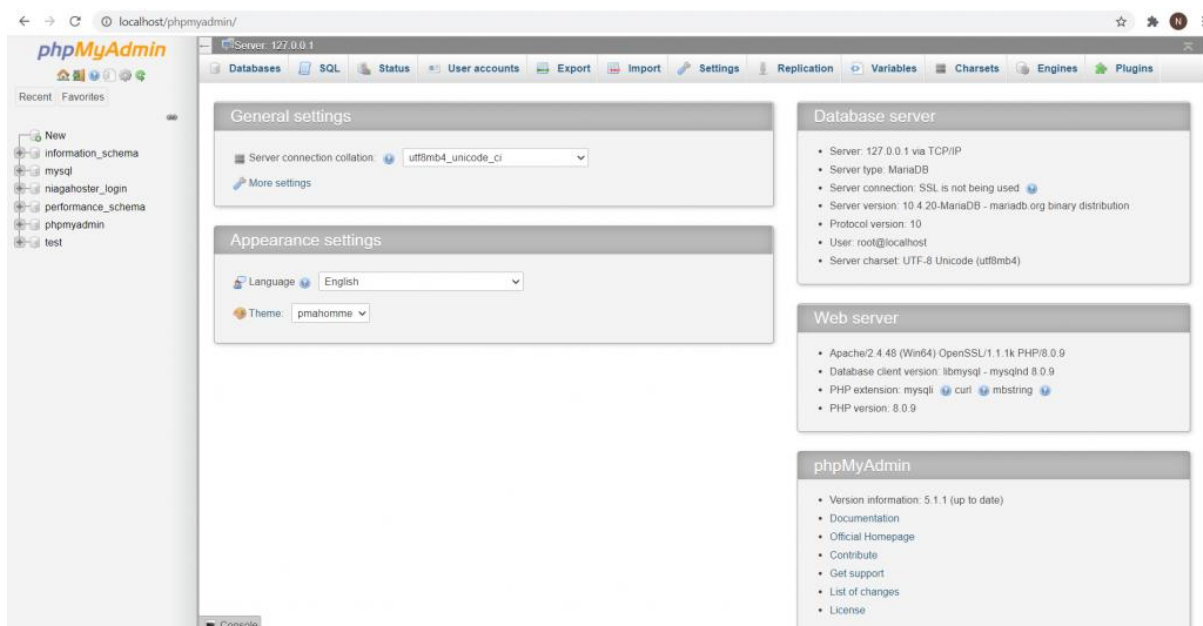 localhost/phpmyadmin/
N
phpMyAdmin
Recent Favorites
New
information_schema
mysql
niagahoster_login
performance_schema
phpmyadmin
test
Server: 127.0.0.1
Databases SQL Status User accounts Export Import Settings Replication Variables Charsets Engines Plugins
General settings
Server connection collation: utf8mb4_unicode_ci
More settings
Appearance settings
Language English
Theme: pmahomme
Database server
Server: 127.0.0.1 via TCP/IP
Server type: MariaDB
Server connection: SSL is not being used
Server version: 10.4.20-MariaDB - mariadb.org binary distribution
Protocol version: 10
User: root@localhost
Server charset: UTF-8 Unicode (utf8mb4)
Web server
Apache/2.4.48 (Win64) OpenSSL/1.1.1k PHP/8.0.9
Database client version: libmysql - mysqlnd 8.0.9
PHP extension: mysqli curl mbstring
PHP version: 8.0.9
phpMyAdmin
Version information: 5.1.1 (up to date)
Documentation
Official Homepage
Contribute
Get support
List of changes
License
Console